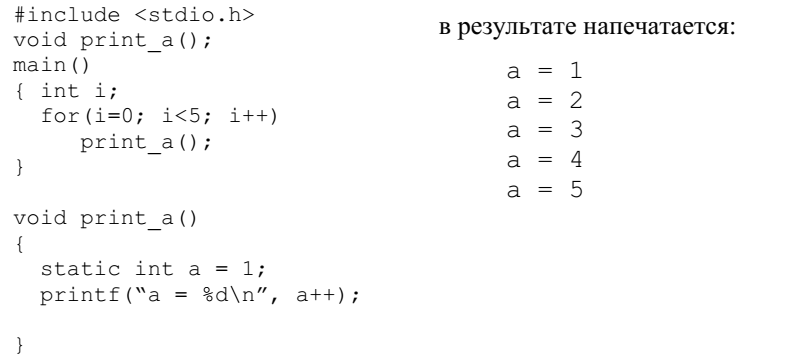 #include <stdio.h>
void print_a();
main()
{ int i;
  for(i=0; i<5; i++)
     print_a();
}

void print_a()
{
  static int a = 1;
  printf(“a = %d\n”, a++);

}
в результате напечатается:
a = 1
a = 2
a = 3
a = 4
a = 5